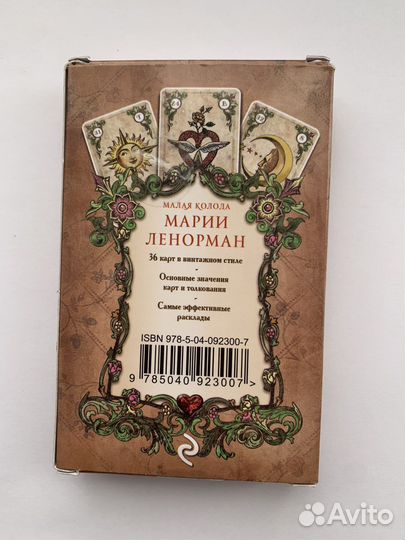 24
МАЛАЯ КОЛОДА
МАРИИ
ЛЕНОРМАН
36 карт в винтажном стиле
-
Основные значения
карт и толкования
-
Самые эффективные
расклады
ISBN 978-5-04-092300-7
9 785040 923007 >
Avito